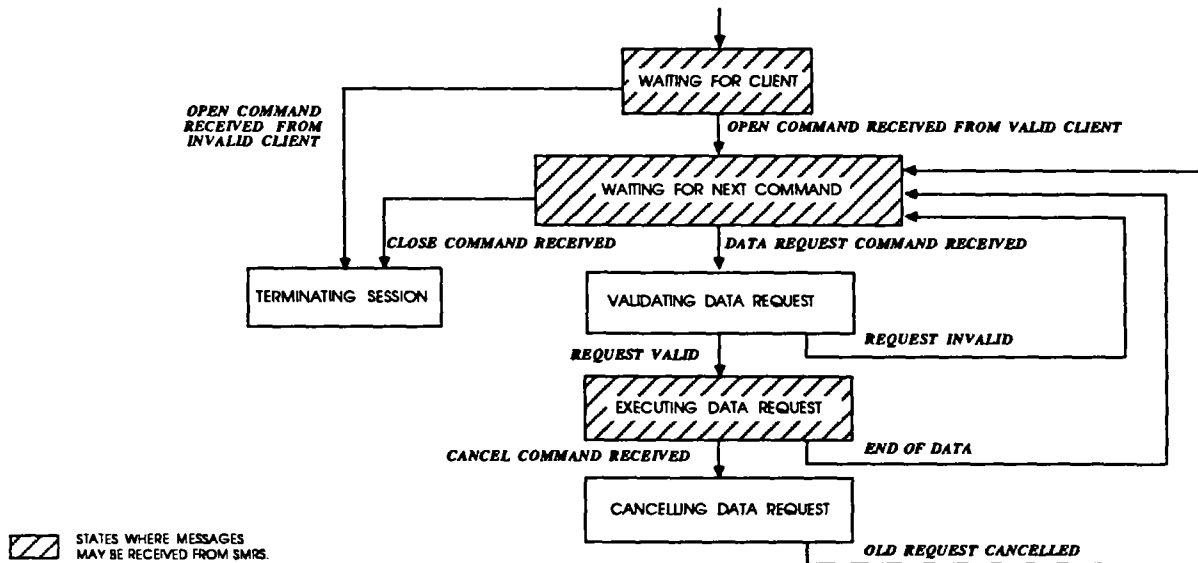 WAITING FOR CLIENT
OPEN COMMAND
RECEIVED FROM
INVALID CLIENT
OPEN COMMAND RECEIVED FROM VALID CLIENT
WAITING FOR NEXT COMMAND
CLOSE COMMAND RECEIVED
DATA REQUEST COMMAND RECEIVED
TERMINATING SESSION
VALIDATING DATA REQUEST
REQUEST INVALID
REQUEST VALID
EXECUTING DATA REQUEST
CANCEL COMMAND RECEIVED
END OF DATA
CANCELLING DATA REQUEST
STATES WHERE MESSAGES
MAY BE RECEIVED FROM SMRS.
OLD REQUEST CANCELLED